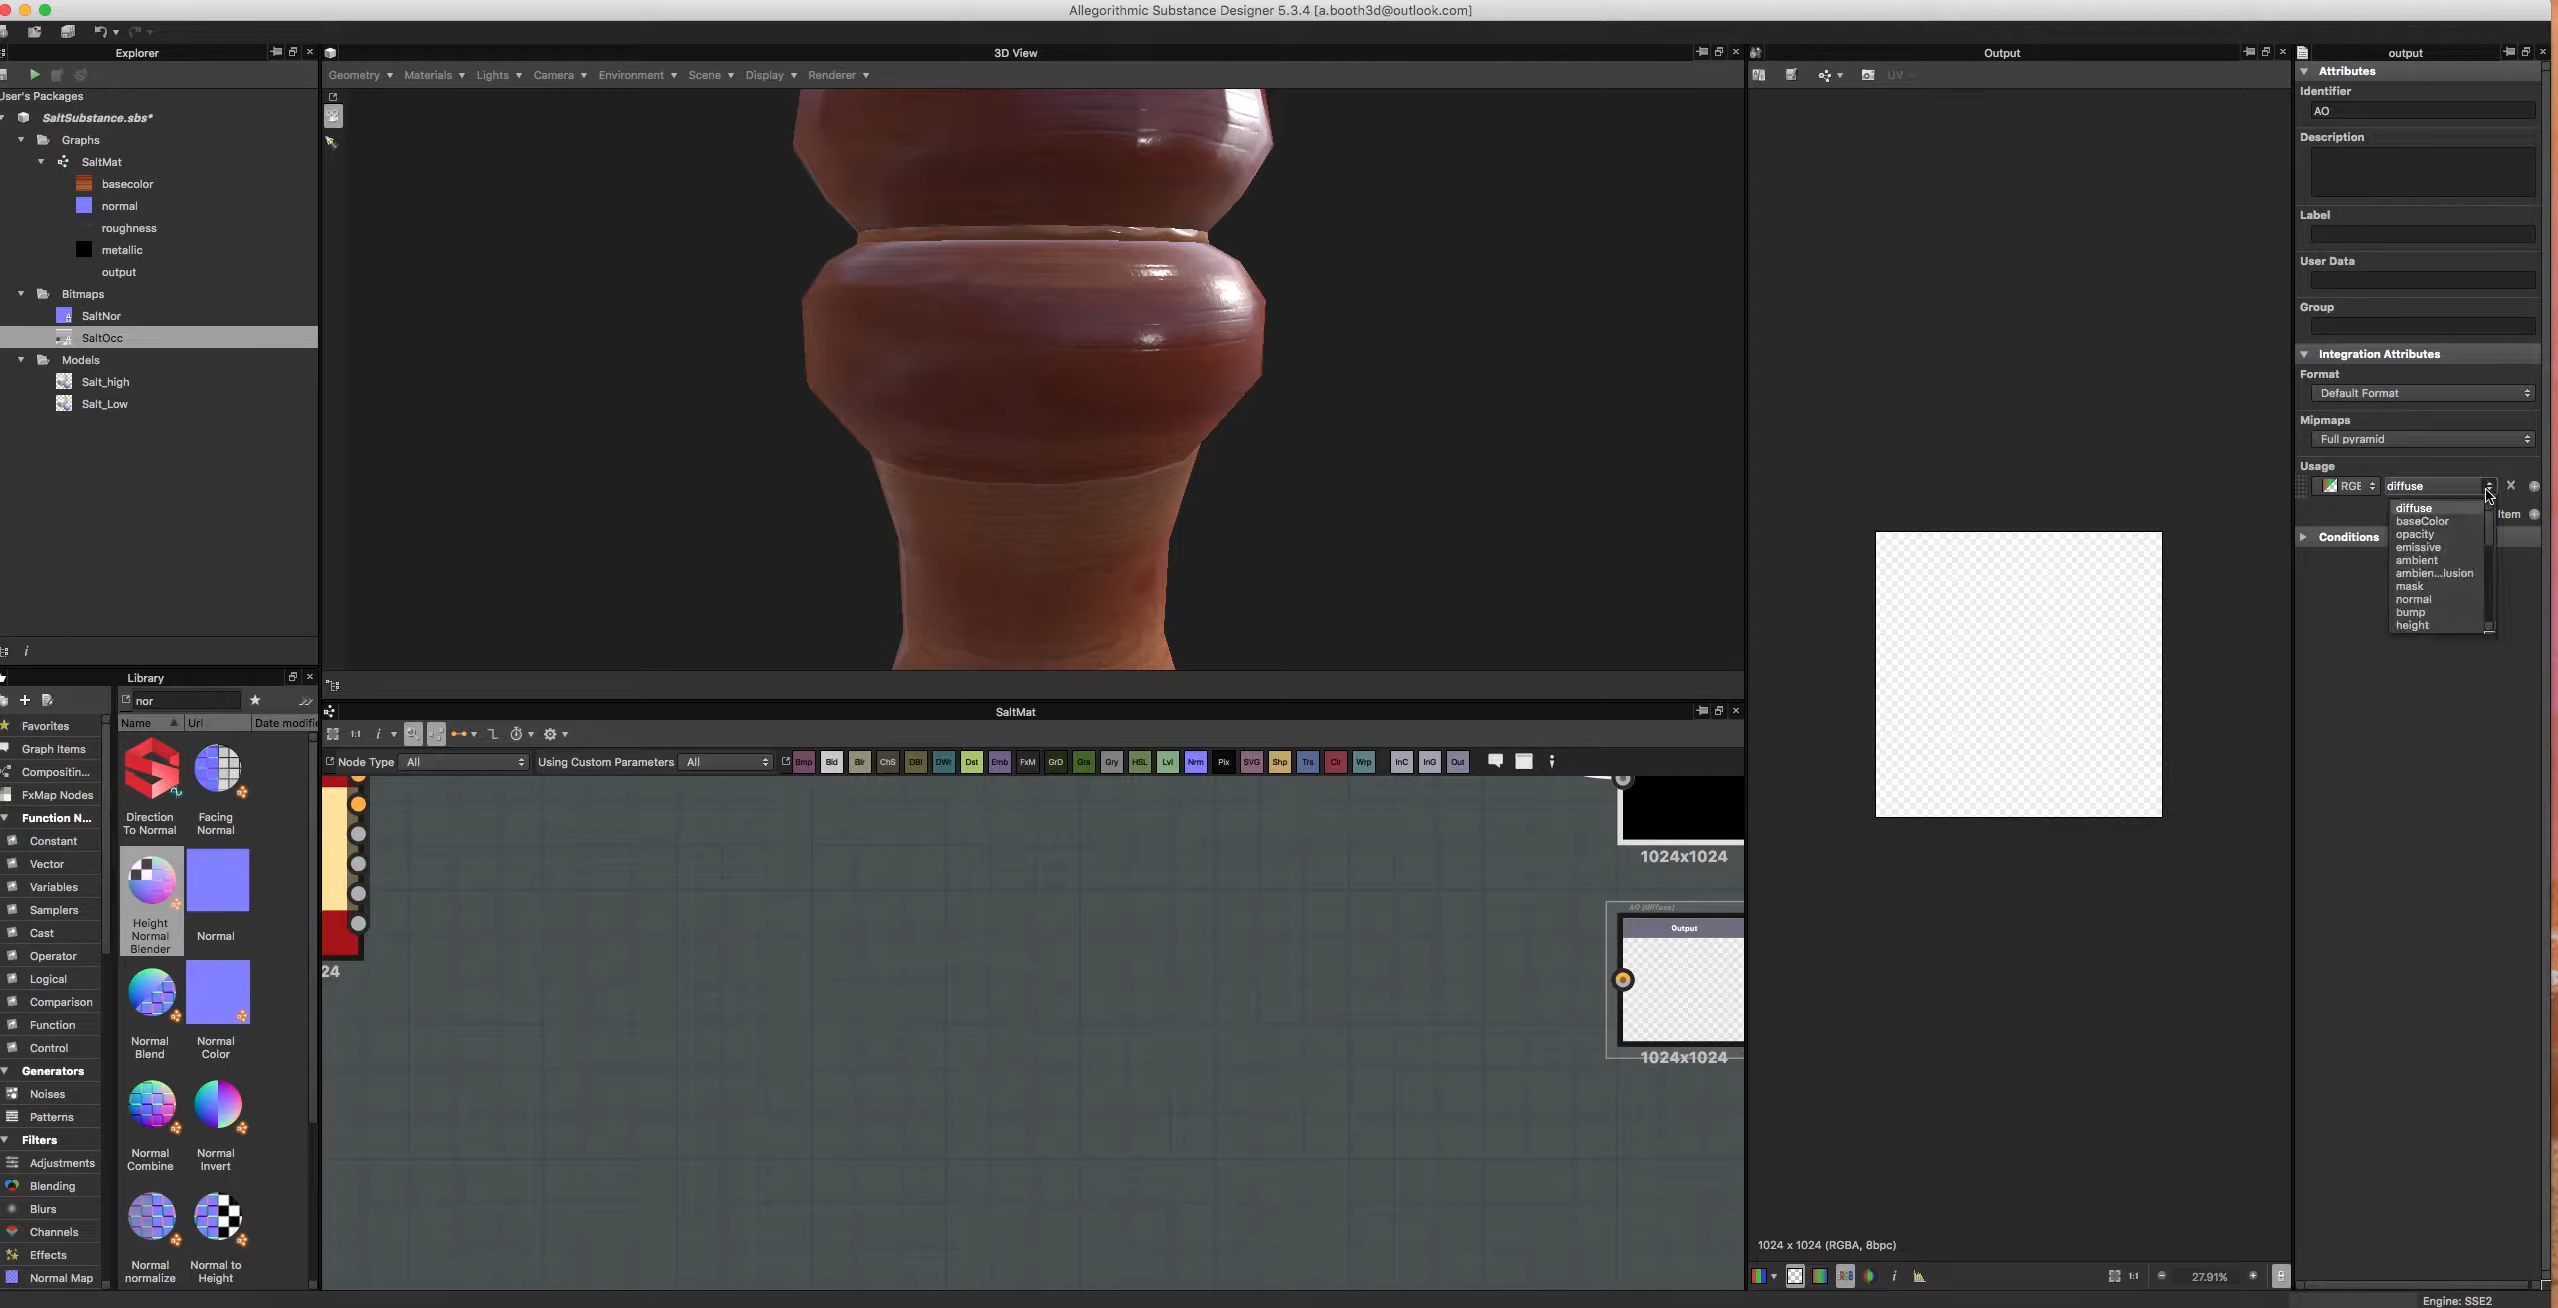 Allegorithmic Substance Designer 5.3.4 [a.booth3d@outlook.com]
Explorer
User's Packages
SaltSubstance.sbs*
Graphs
SaltMat
basecolor
normal
roughness
metallic
output
Bitmaps
SaltNor
SaltOcc
Models
Salt_high
Salt_Low
3D View
Geometry
Materials
Lights
Camera
Environment
Scene
Display
Renderer
Output
UV
1024 x 1024 (RGBA, 8bpc)
1:1
27.91%
output
Attributes
Identifier
AO
Description
Label
User Data
Group
Integration Attributes
Format
Default Format
Mipmaps
Full pyramid
Usage
RGB
diffuse
diffuse
baseColor
opacity
emissive
ambient
ambien...lusion
mask
normal
bump
height
Item
Conditions
Library
nor
Name
Url
Date modifie
Favorites
Graph Items
Compositin...
FxMap Nodes
Function N...
Constant
Vector
Variables
Samplers
Cast
Operator
Logical
Comparison
Function
Control
Generators
Noises
Patterns
Filters
Adjustments
Blending
Blurs
Channels
Effects
Normal Map
Direction
To Normal
Facing
Normal
Height
Normal
Blender
Normal
Normal
Blend
Normal
Color
Normal
Combine
Normal
Invert
Normal
normalize
Normal to
Height
SaltMat
1:1
Node Type
All
Using Custom Parameters
All
Bmp Bld Blr ChS DBl DWr Dst Emb FxM GrD Gra Gry HSL Lvl Nrm Pix SVG Shp Trs Clr Wrp InC InG Out
24
1024x1024
AO (diffuse)
Output
1024x1024
Engine: SSE2